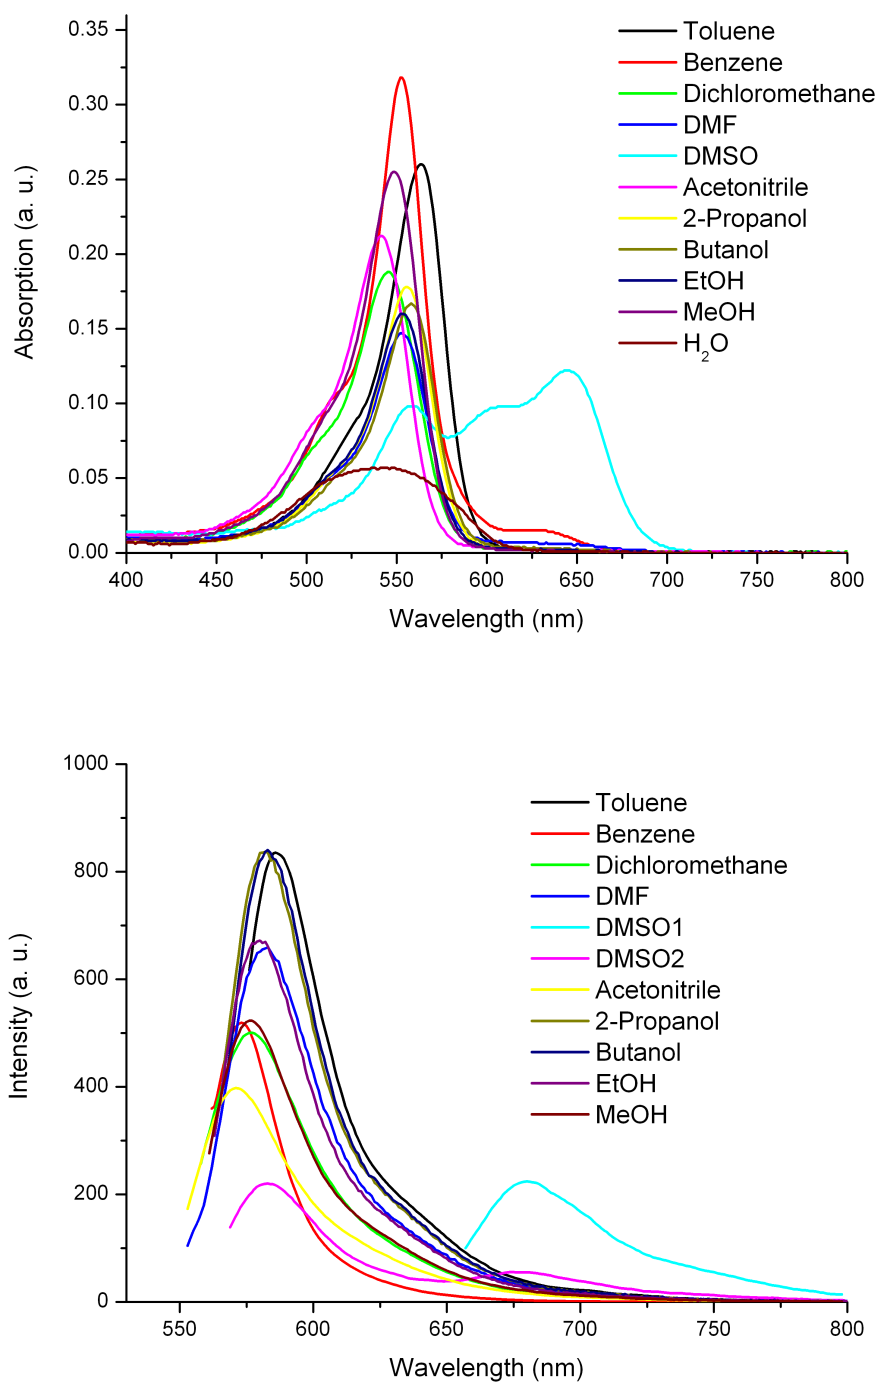 0.35
0.30
0.25
0.20
0.15
0.10
0.05
0.00
Absorption (a. u.)
400 450 500 550 600 650 700 750 800
Wavelength (nm)
Toluene
Benzene
Dichloromethane
DMF
DMSO
Acetonitrile
2-Propanol
Butanol
EtOH
MeOH
H₂O
1000
800
600
400
200
0
Intensity (a. u.)
550 600 650 700 750 800
Wavelength (nm)
Toluene
Benzene
Dichloromethane
DMF
DMSO1
DMSO2
Acetonitrile
2-Propanol
Butanol
EtOH
MeOH